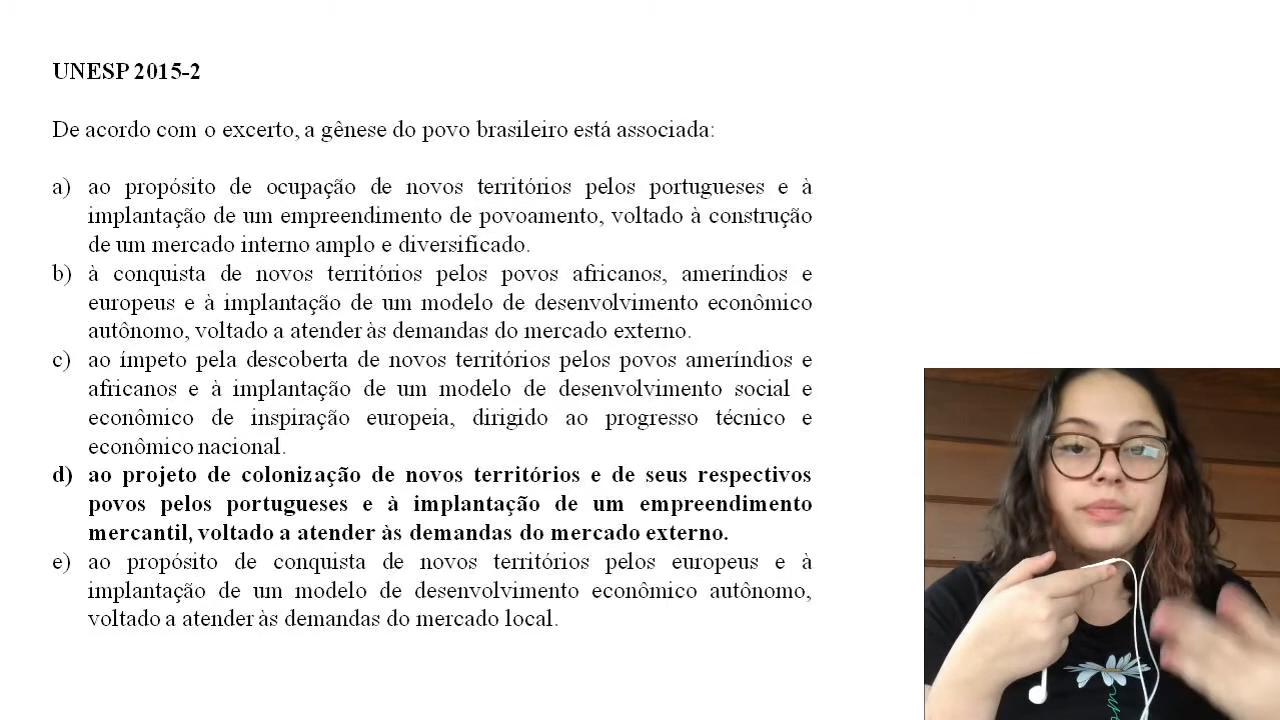 UNESP 2015-2
De acordo com o excerto, a gênese do povo brasileiro está associada:
a) ao propósito de ocupação de novos territórios pelos portugueses e à
implantação de um empreendimento de povoamento, voltado à construção
de um mercado interno amplo e diversificado.
b) à conquista de novos territórios pelos povos africanos, ameríndios e
europeus e à implantação de um modelo de desenvolvimento econômico
autônomo, voltado a atender às demandas do mercado externo.
c) ao ímpeto pela descoberta de novos territórios pelos povos ameríndios e
africanos e à implantação de um modelo de desenvolvimento social e
econômico de inspiração europeia, dirigido ao progresso técnico e
econômico nacional.
d) ao projeto de colonização de novos territórios e de seus respectivos
povos pelos portugueses e à implantação de um empreendimento
mercantil, voltado a atender às demandas do mercado externo.
e) ao propósito de conquista de novos territórios pelos europeus e à
implantação de um modelo de desenvolvimento econômico autônomo,
voltado a atender às demandas do mercado local.